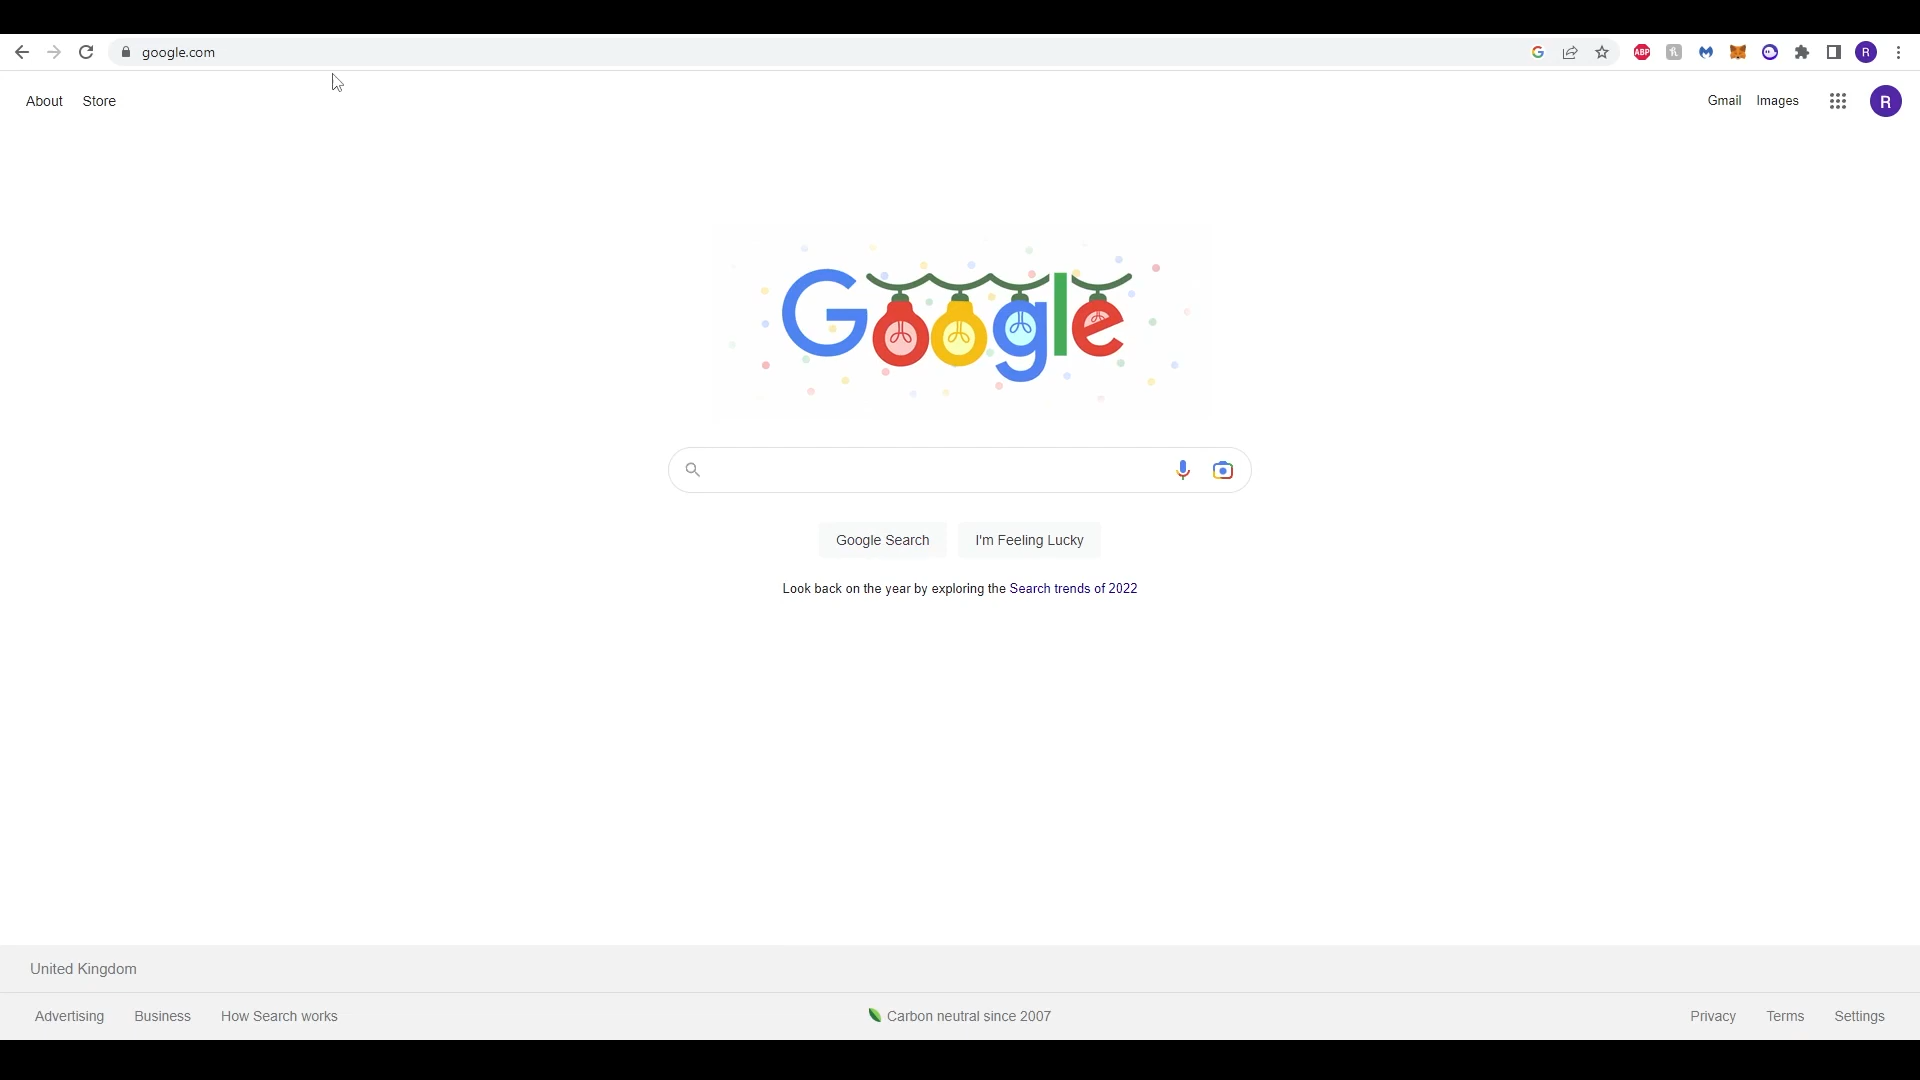 google.com
ABP
R
About Store
Gmail Images
R
Google
Google Search I'm Feeling Lucky
Look back on the year by exploring the Search trends of 2022
United Kingdom
Advertising Business How Search works
Carbon neutral since 2007
Privacy Terms Settings